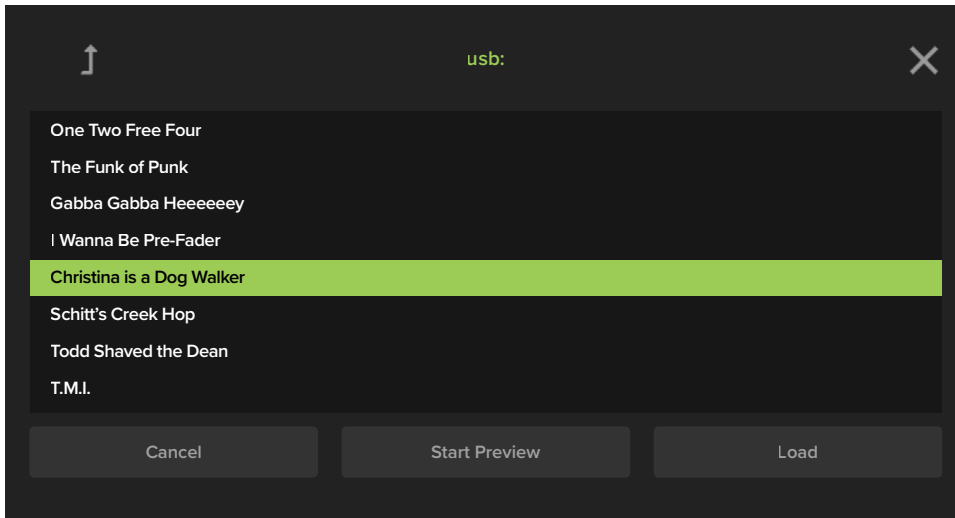 usb:
One Two Free Four
The Funk of Punk
Gabba Gabba Heeeeeey
I Wanna Be Pre-Fader
Christina is a Dog Walker
Schitt’s Creek Hop
Todd Shaved the Dean
T.M.I.
Cancel
Start Preview
Load